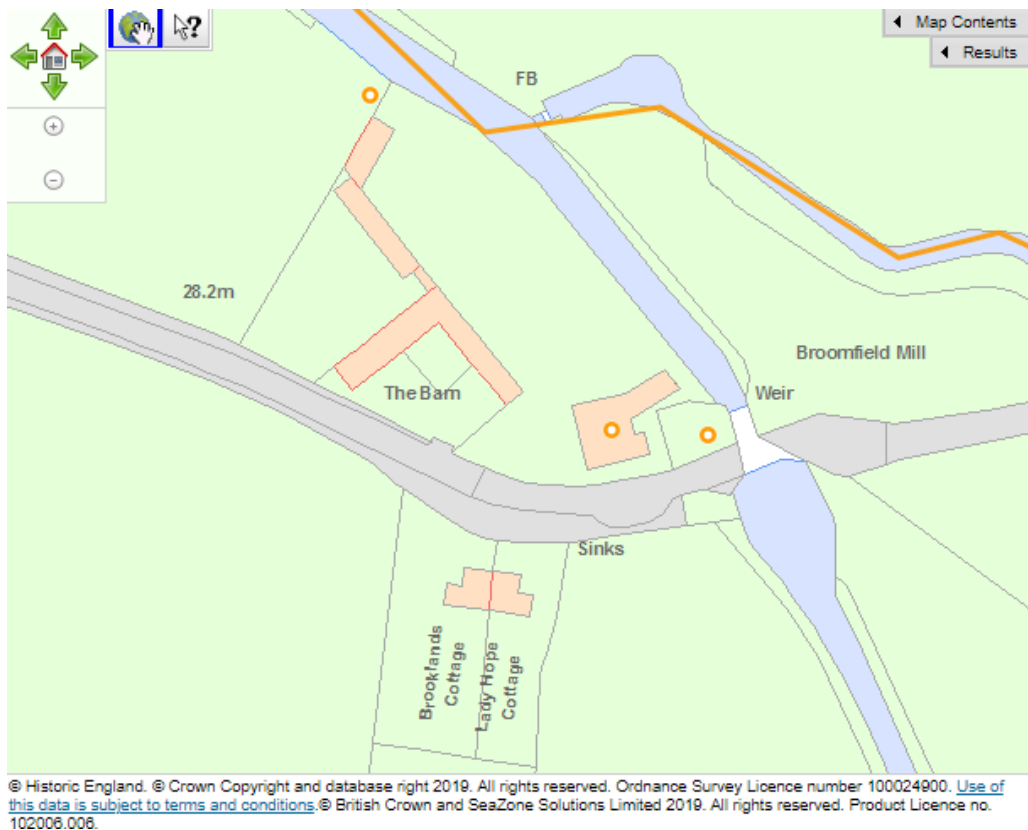 Map Contents
Results
FB
28.2m
Broomfield Mill
The Barn
Weir
Sinks
Brooklands
Cottage
Lady Hope
Cottage
© Historic England. © Crown Copyright and database right 2019. All rights reserved. Ordnance Survey Licence number 100024900. Use of
this data is subject to terms and conditions.© British Crown and SeaZone Solutions Limited 2019. All rights reserved. Product Licence no.
102006.006.